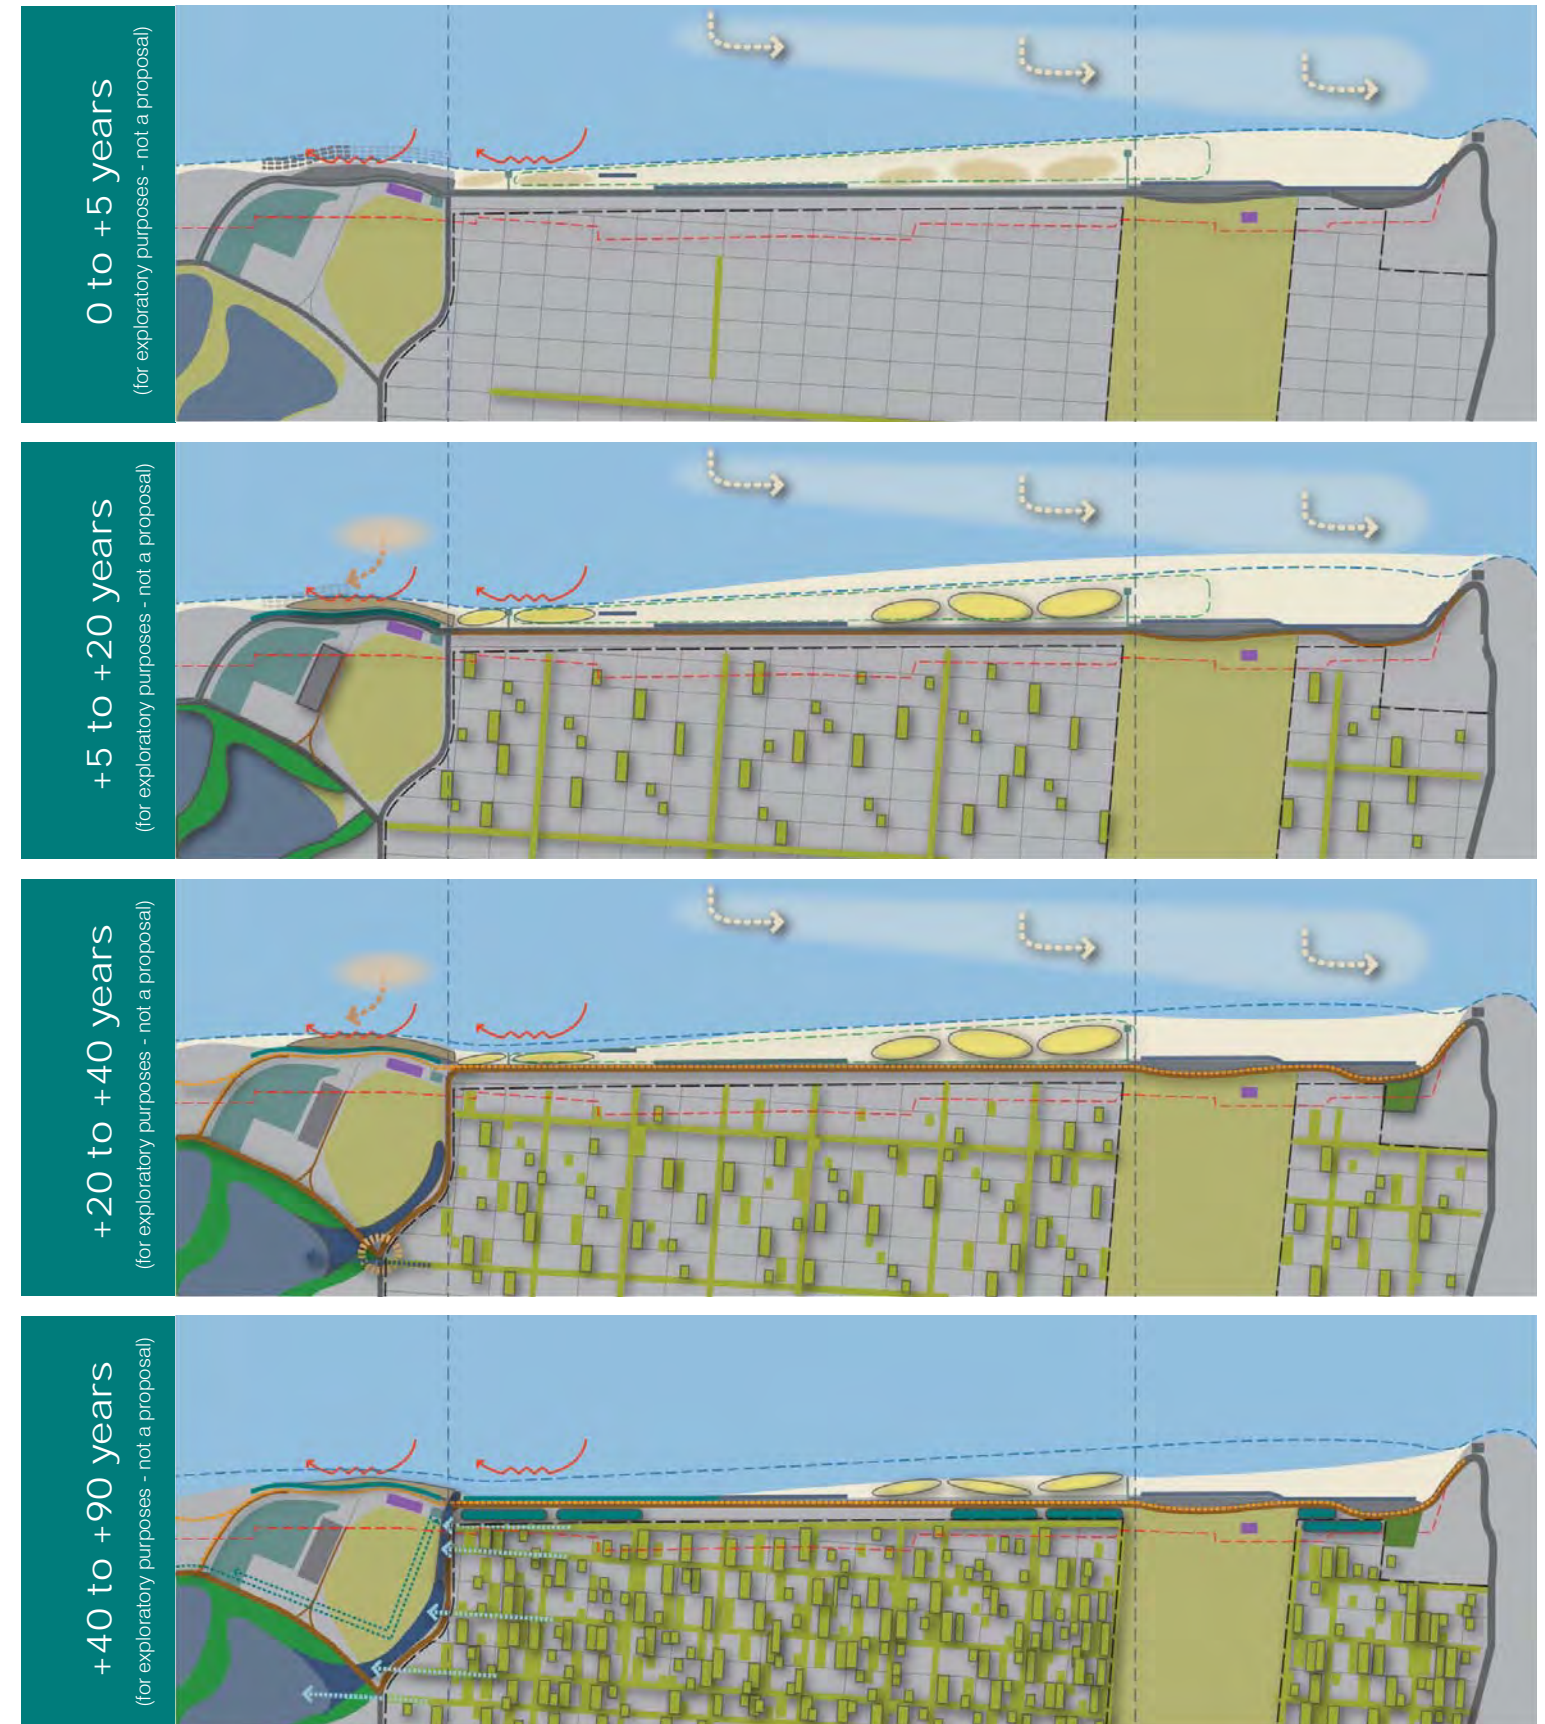 0 to +5 years
(for exploratory purposes - not a proposal)
+5 to +20 years
(for exploratory purposes - not a proposal)
+20 to +40 years
(for exploratory purposes - not a proposal)
+40 to +90 years
(for exploratory purposes - not a proposal)